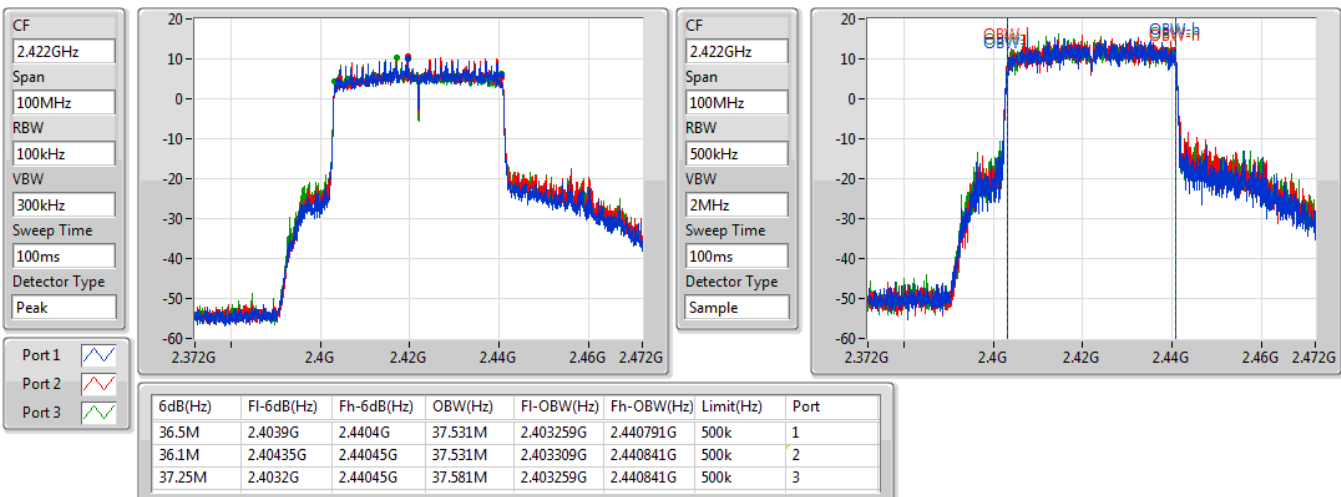 CF
2.422GHz
Span
100MHz
RBW
100kHz
VBW
300kHz
Sweep Time
100ms
Detector Type
Peak
20
10
0
-10
-20
-30
-40
-50
-60
2.372G 2.4G 2.42G 2.44G 2.46G 2.472G
CF
2.422GHz
Span
100MHz
RBW
500kHz
VBW
2MHz
Sweep Time
100ms
Detector Type
Sample
20
10
0
-10
-20
-30
-40
-50
-60
OBW-l OBW-h
2.372G 2.4G 2.42G 2.44G 2.46G 2.472G
Port 1
Port 2
Port 3
6dB(Hz) Fl-6dB(Hz) Fh-6dB(Hz) OBW(Hz) Fl-OBW(Hz) Fh-OBW(Hz) Limit(Hz) Port
36.5M 2.4039G 2.4404G 37.531M 2.403259G 2.440791G 500k 1
36.1M 2.40435G 2.44045G 37.531M 2.403309G 2.440841G 500k 2
37.25M 2.4032G 2.44045G 37.581M 2.403259G 2.440841G 500k 3